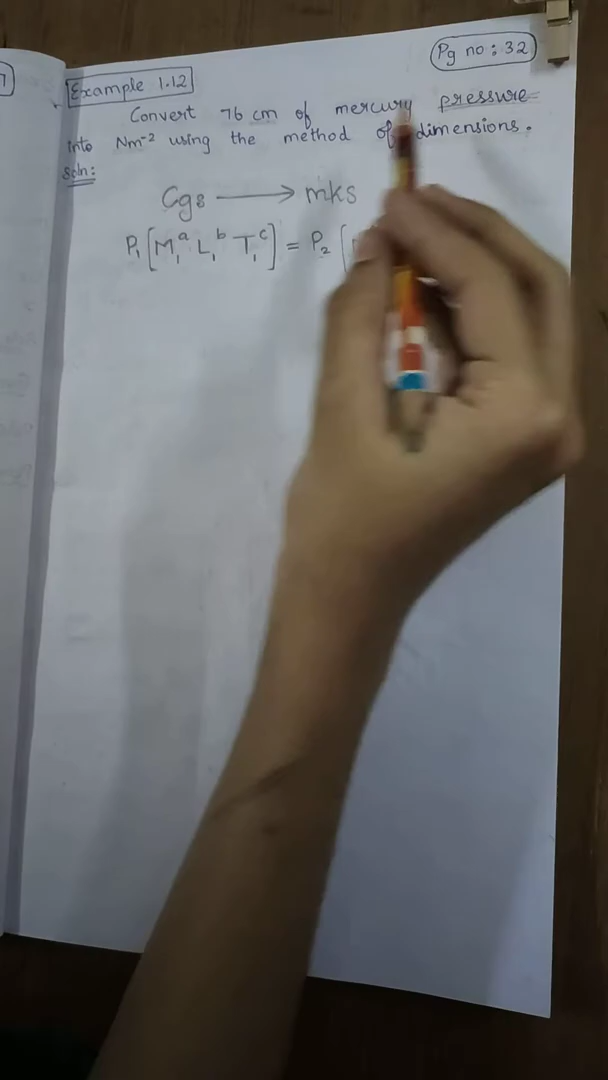 Pg no : 32
Example 1.12
Convert 76 cm of mercury pressure
into Nm⁻² using the method of dimensions.
Soln:
Cgs ⟶ mks
P₁ [M₁ᵃ L₁ᵇ T₁ᶜ] = P₂ [